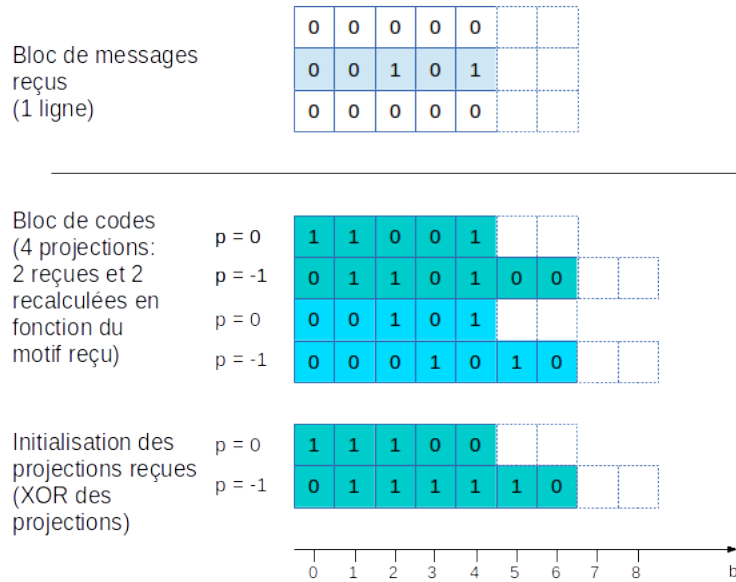 0 0 0 0 0
Bloc de messages
reçus
(1 ligne)
0 0 1 0 1
0 0 0 0 0
Bloc de codes
(4 projections:
2 reçues et 2
recalculées en
fonction du
motif reçu)
p = 0 1 1 0 0 1
p = -1 0 1 1 0 1 0 0
p = 0 0 0 1 0 1
p = -1 0 0 0 1 0 1 0
Initialisation des
projections reçues
(XOR des
projections)
p = 0 1 1 1 0 0
p = -1 0 1 1 1 1 1 0
0 1 2 3 4 5 6 7 8 b